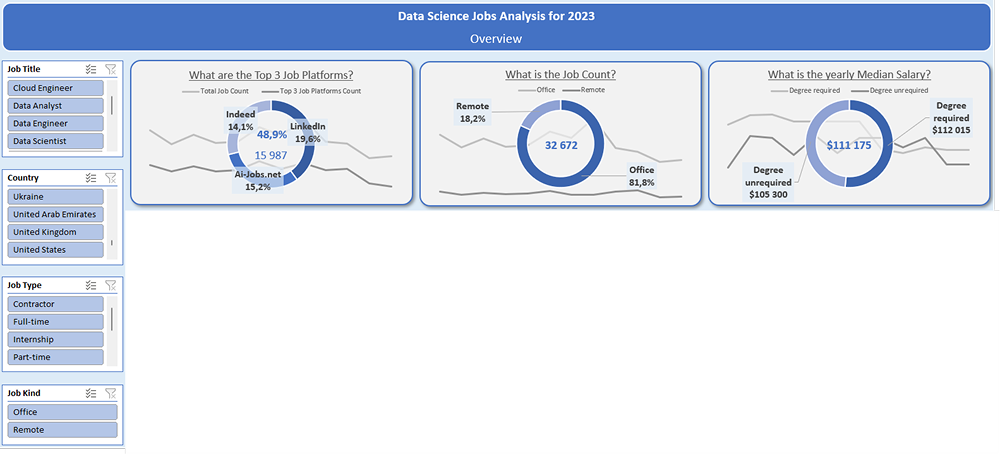 Data Science Jobs Analysis for 2023
Overview
Job Title
Cloud Engineer
Data Analyst
Data Engineer
Data Scientist
Country
Ukraine
United Arab Emirates
United Kingdom
United States
Job Type
Contractor
Full-time
Internship
Part-time
Job Kind
Office
Remote
What are the Top 3 Job Platforms?
Total Job Count
Top 3 Job Platforms Count
Indeed
14,1%
48,9%
LinkedIn
19,6%
15 987
Ai-Jobs.net
15,2%
What is the Job Count?
Office
Remote
Remote
18,2%
32 672
Office
81,8%
What is the yearly Median Salary?
Degree required
Degree unrequired
Degree
required
$112 015
$111 175
Degree
unrequired
$105 300